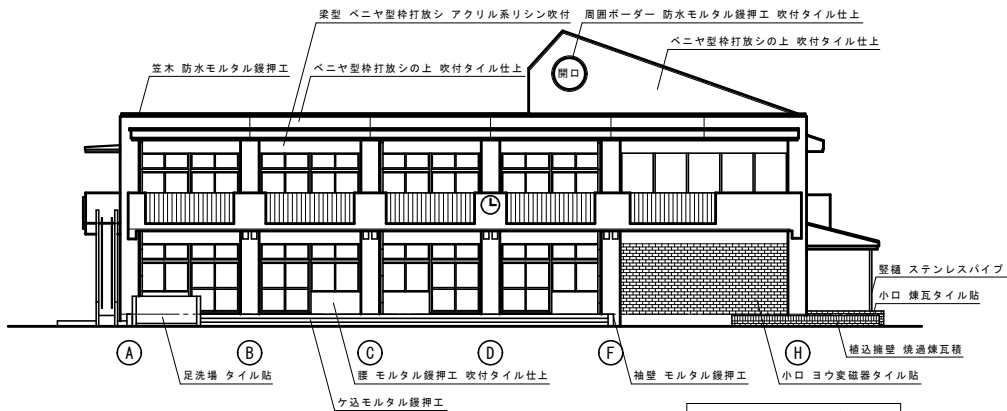 梁型 ベニヤ型枠打放シ アクリル系リシン吹付
周囲ボーダー 防水モルタル鏝押工 吹付タイル仕上
ベニヤ型枠打放シの上 吹付タイル仕上
笠木 防水モルタル鏝押工
ベニヤ型枠打放シの上 吹付タイル仕上
開口
竪樋 ステンレスパイプ
小口 煉瓦タイル貼
植込擁壁 焼過煉瓦積
A
B
C
D
F
H
足洗場 タイル貼
腰 モルタル鏝押工 吹付タイル仕上
袖壁 モルタル鏝押工
小口 ヨウ変磁器タイル貼
ケ込モルタル鏝押工